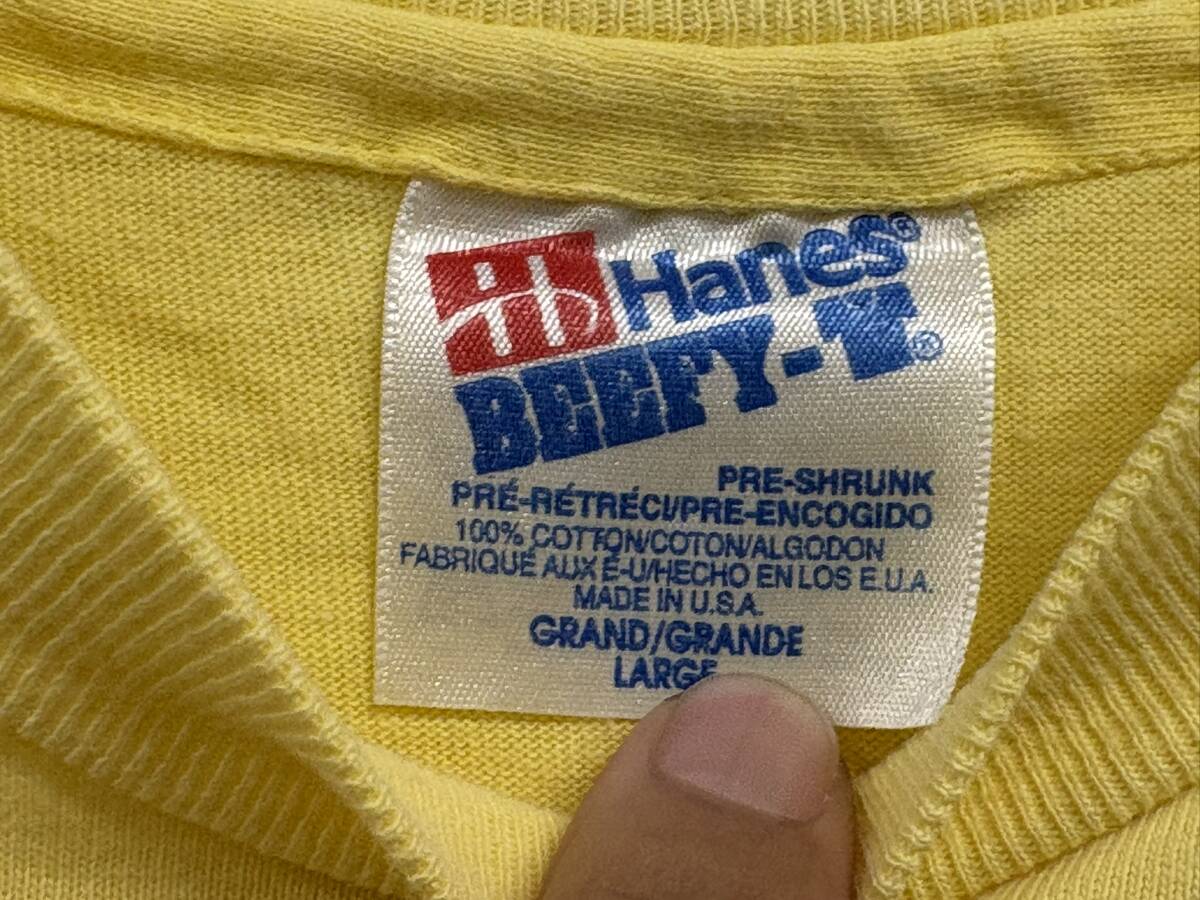 Hanes®
BEEFY-T®
PRE-SHRUNK
PRÉ-RÉTRÉCI/PRE-ENCOGIDO
100% COTTON/COTON/ALGODON
FABRIQUÉ AUX É-U/HECHO EN LOS E.U.A.
MADE IN U.S.A.
GRAND/GRANDE
LARGE